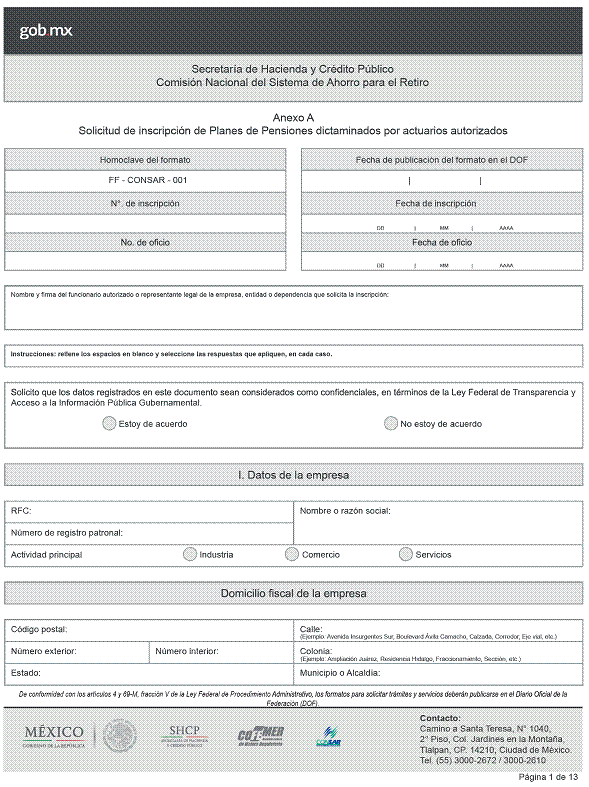 gob.mx
Secretaría de Hacienda y Crédito Público
Comisión Nacional del Sistema de Ahorro para el Retiro
Anexo A
Solicitud de inscripción de Planes de Pensiones dictaminados por actuarios autorizados
Homoclave del formato
FF - CONSAR - 001
N°. de inscripción
No. de oficio
Fecha de publicación del formato en el DOF
| |
Fecha de inscripción
DD | MM | AAAA
Fecha de oficio
DD | MM | AAAA
Nombre y firma del funcionario autorizado o representante legal de la empresa, entidad o dependencia que solicita la inscripción:
Instrucciones: rellene los espacios en blanco y seleccione las respuestas que apliquen, en cada caso.
Solicito que los datos registrados en este documento sean considerados como confidenciales, en términos de la Ley Federal de Transparencia y
Acceso a la Información Pública Gubernamental.
Estoy de acuerdo No estoy de acuerdo
I. Datos de la empresa
RFC: Nombre o razón social:
Número de registro patronal:
Actividad principal Industria Comercio Servicios
Domicilio fiscal de la empresa
Código postal: Calle:
(Ejemplo: Avenida Insurgentes Sur, Boulevard Ávila Camacho, Calzada, Corredor, Eje vial, etc.)
Número exterior: Número interior: Colonia:
(Ejemplo: Ampliación Juárez, Residencia Hidalgo, Fraccionamiento, Sección, etc.)
Estado: Municipio o Alcaldía:
De conformidad con los artículos 4 y 69-M, fracción V de la Ley Federal de Procedimiento Administrativo, los formatos para solicitar trámites y servicios deberán publicarse en el Diario Oficial de la
Federación (DOF).
MÉXICO
GOBIERNO DE LA REPÚBLICA
SHCP
SECRETARÍA DE HACIENDA
Y CRÉDITO PÚBLICO
COFEMER
de Mejora Regulatoria
CONSAR
Contacto:
Camino a Santa Teresa, N° 1040,
2° Piso, Col. Jardines en la Montaña,
Tlalpan, CP. 14210, Ciudad de México.
Tel. (55) 3000-2672 / 3000-2610
Página 1 de 13